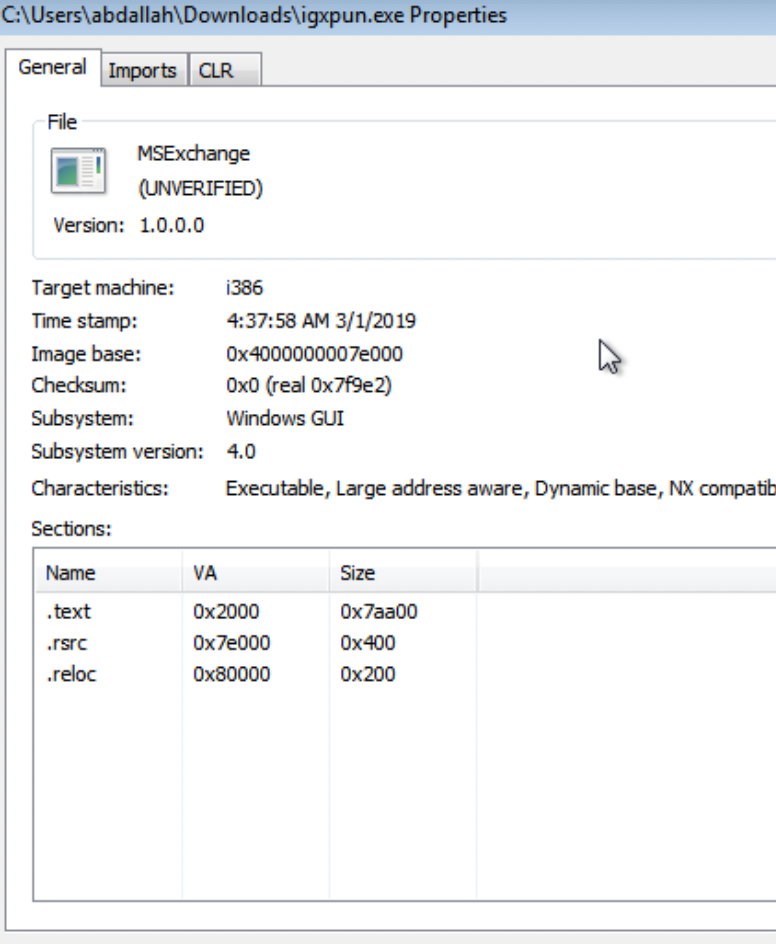 C:\Users\abdallah\Downloads\igxpun.exe Properties
General Imports CLR
File
MSExchange
(UNVERIFIED)
Version: 1.0.0.0
Target machine: i386
Time stamp: 4:37:58 AM 3/1/2019
Image base: 0x4000000007e000
Checksum: 0x0 (real 0x7f9e2)
Subsystem: Windows GUI
Subsystem version: 4.0
Characteristics: Executable, Large address aware, Dynamic base, NX compatib
Sections:
Name VA Size
.text 0x2000 0x7aa00
.rsrc 0x7e000 0x400
.reloc 0x80000 0x200